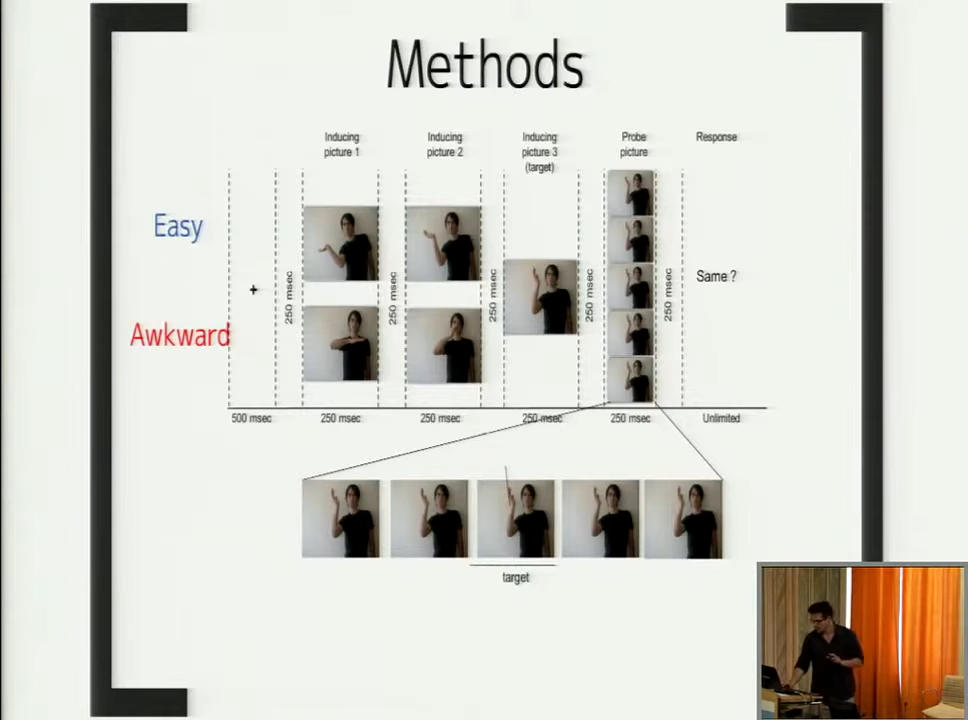 Methods
Inducing
picture 1
Inducing
picture 2
Inducing
picture 3
(target)
Probe
picture
Response
Easy
Awkward
+
250 msec
250 msec
250 msec
250 msec
250 msec
Same ?
500 msec
250 msec
250 msec
250 msec
250 msec
Unlimited
target